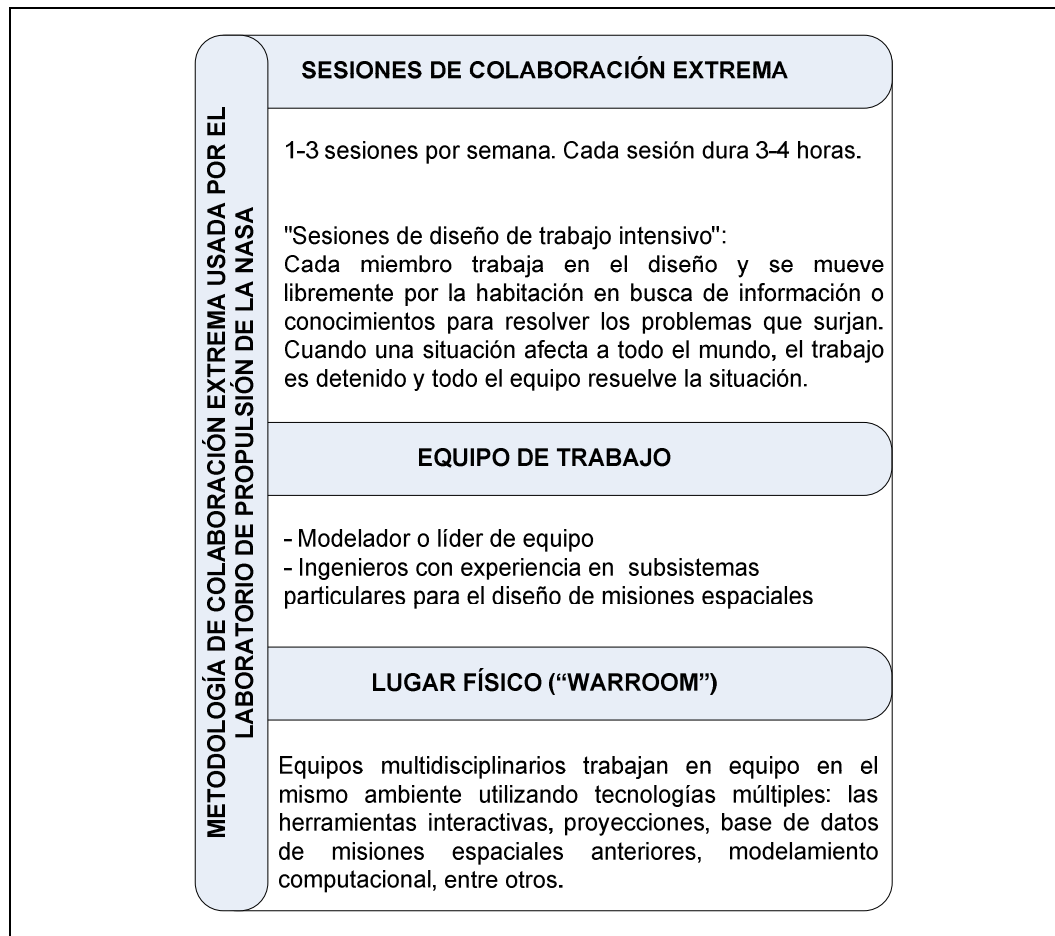 METODOLOGÍA DE COLABORACIÓN EXTREMA USADA POR EL
LABORATORIO DE PROPULSIÓN DE LA NASA
SESIONES DE COLABORACIÓN EXTREMA
1-3 sesiones por semana. Cada sesión dura 3-4 horas.
"Sesiones de diseño de trabajo intensivo":
Cada miembro trabaja en el diseño y se mueve
libremente por la habitación en busca de información o
conocimientos para resolver los problemas que surjan.
Cuando una situación afecta a todo el mundo, el trabajo
es detenido y todo el equipo resuelve la situación.
EQUIPO DE TRABAJO
- Modelador o líder de equipo
- Ingenieros con experiencia en subsistemas
particulares para el diseño de misiones espaciales
LUGAR FÍSICO (“WARROOM”)
Equipos multidisciplinarios trabajan en equipo en el
mismo ambiente utilizando tecnologías múltiples: las
herramientas interactivas, proyecciones, base de datos
de misiones espaciales anteriores, modelamiento
computacional, entre otros.